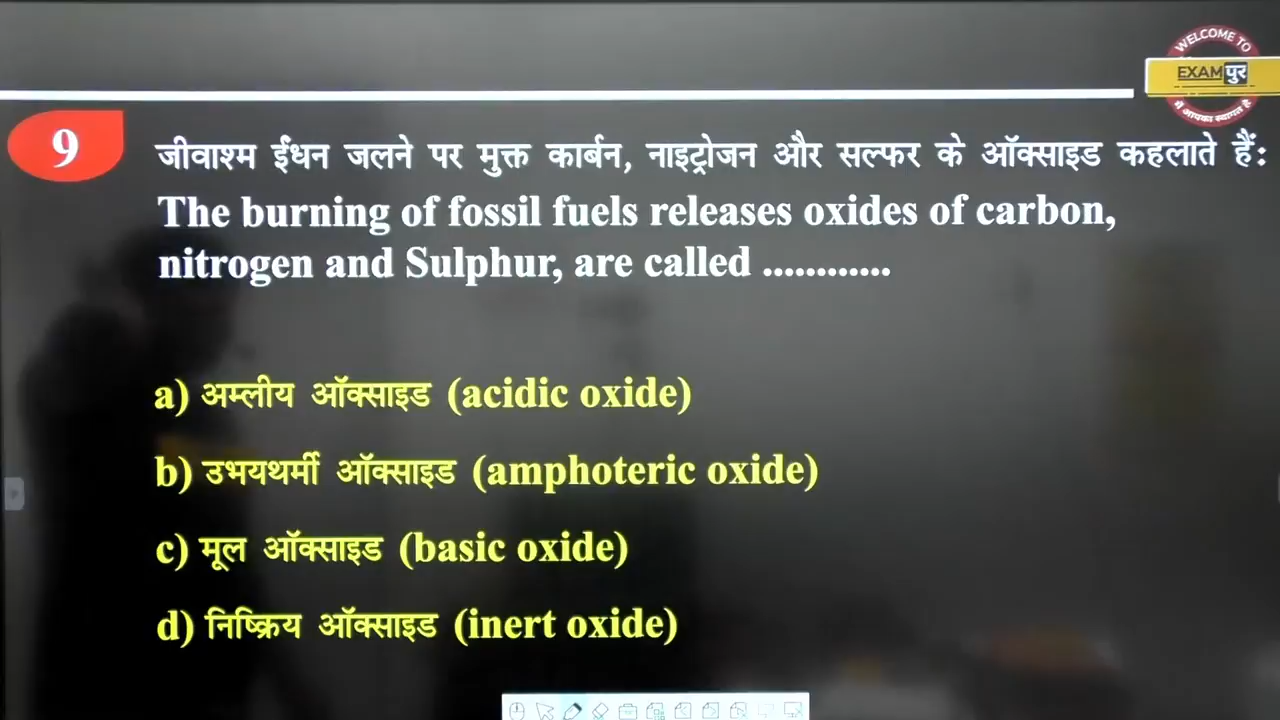 WELCOME TO
EXAMपुर
में आपका स्वागत है
9
जीवाश्म ईंधन जलने पर मुक्त कार्बन, नाइट्रोजन और सल्फर के ऑक्साइड कहलाते हैं:
The burning of fossil fuels releases oxides of carbon,
nitrogen and Sulphur, are called ............
a) अम्लीय ऑक्साइड (acidic oxide)
b) उभयथर्मी ऑक्साइड (amphoteric oxide)
c) मूल ऑक्साइड (basic oxide)
d) निष्क्रिय ऑक्साइड (inert oxide)